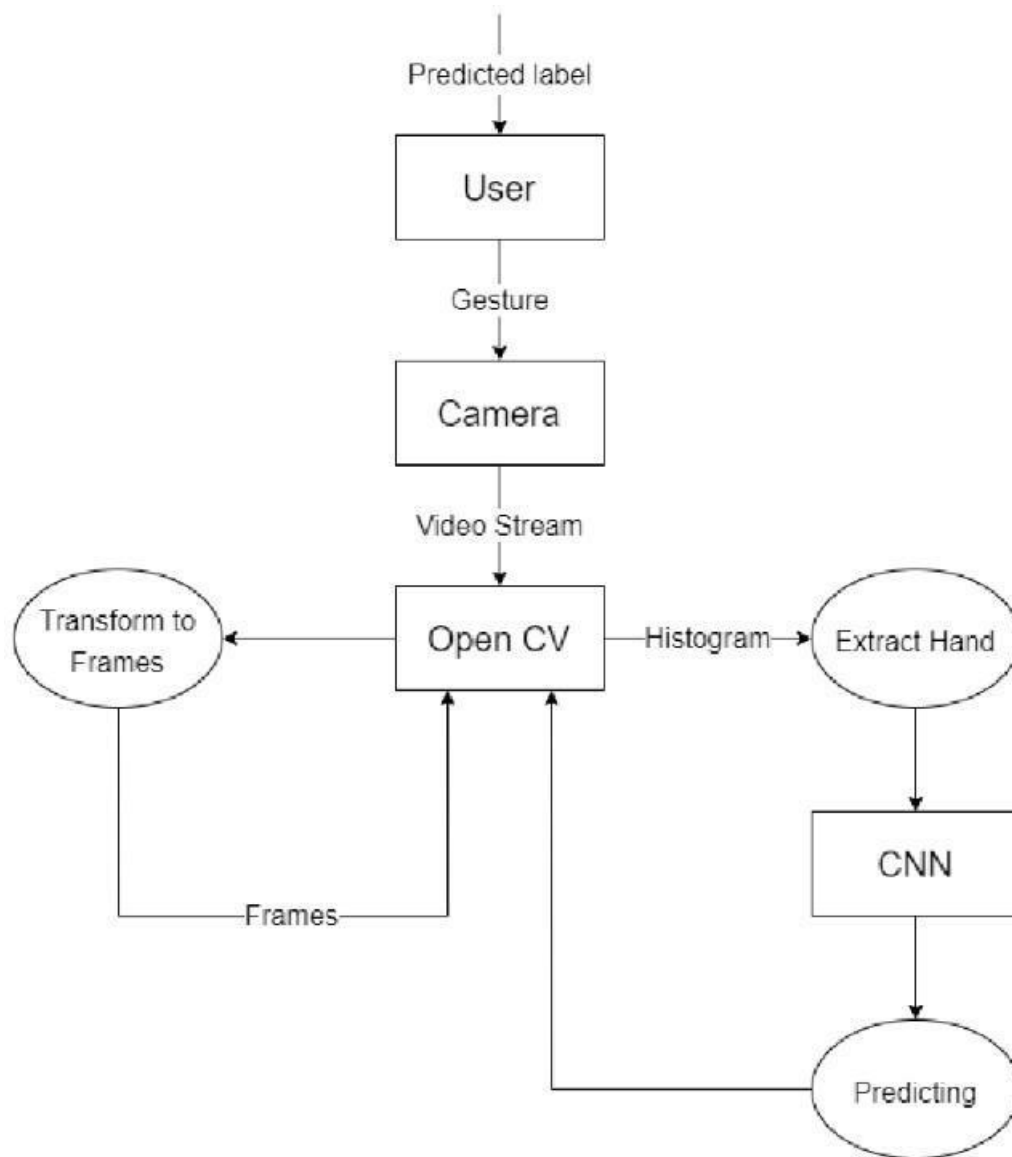 Predicted label
User
Gesture
Camera
Video Stream
Transform to
Frames
Open CV
Histogram
Extract Hand
CNN
Frames
Predicting